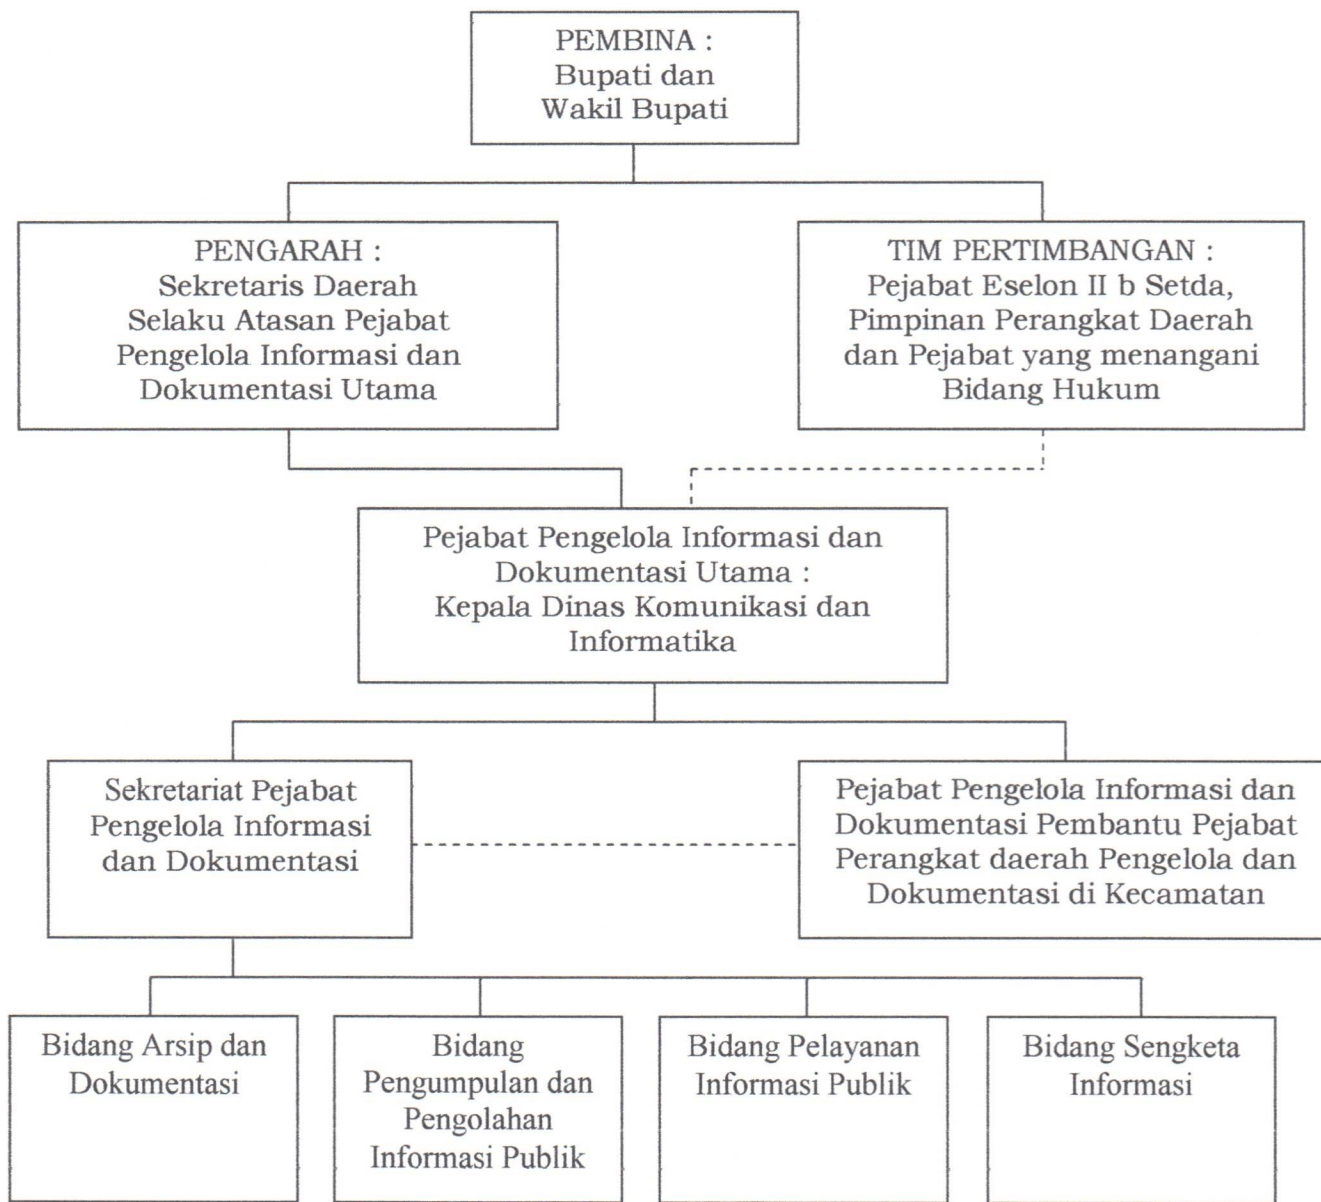 PEMBINA :
Bupati dan
Wakil Bupati
PENGARAH :
Sekretaris Daerah
Selaku Atasan Pejabat
Pengelola Informasi dan
Dokumentasi Utama
TIM PERTIMBANGAN :
Pejabat Eselon II b Setda,
Pimpinan Perangkat Daerah
dan Pejabat yang menangani
Bidang Hukum
Pejabat Pengelola Informasi dan
Dokumentasi Utama :
Kepala Dinas Komunikasi dan
Informatika
Sekretariat Pejabat
Pengelola Informasi
dan Dokumentasi
Pejabat Pengelola Informasi dan
Dokumentasi Pembantu Pejabat
Perangkat daerah Pengelola dan
Dokumentasi di Kecamatan
Bidang Arsip dan
Dokumentasi
Bidang
Pengumpulan dan
Pengolahan
Informasi Publik
Bidang Pelayanan
Informasi Publik
Bidang Sengketa
Informasi